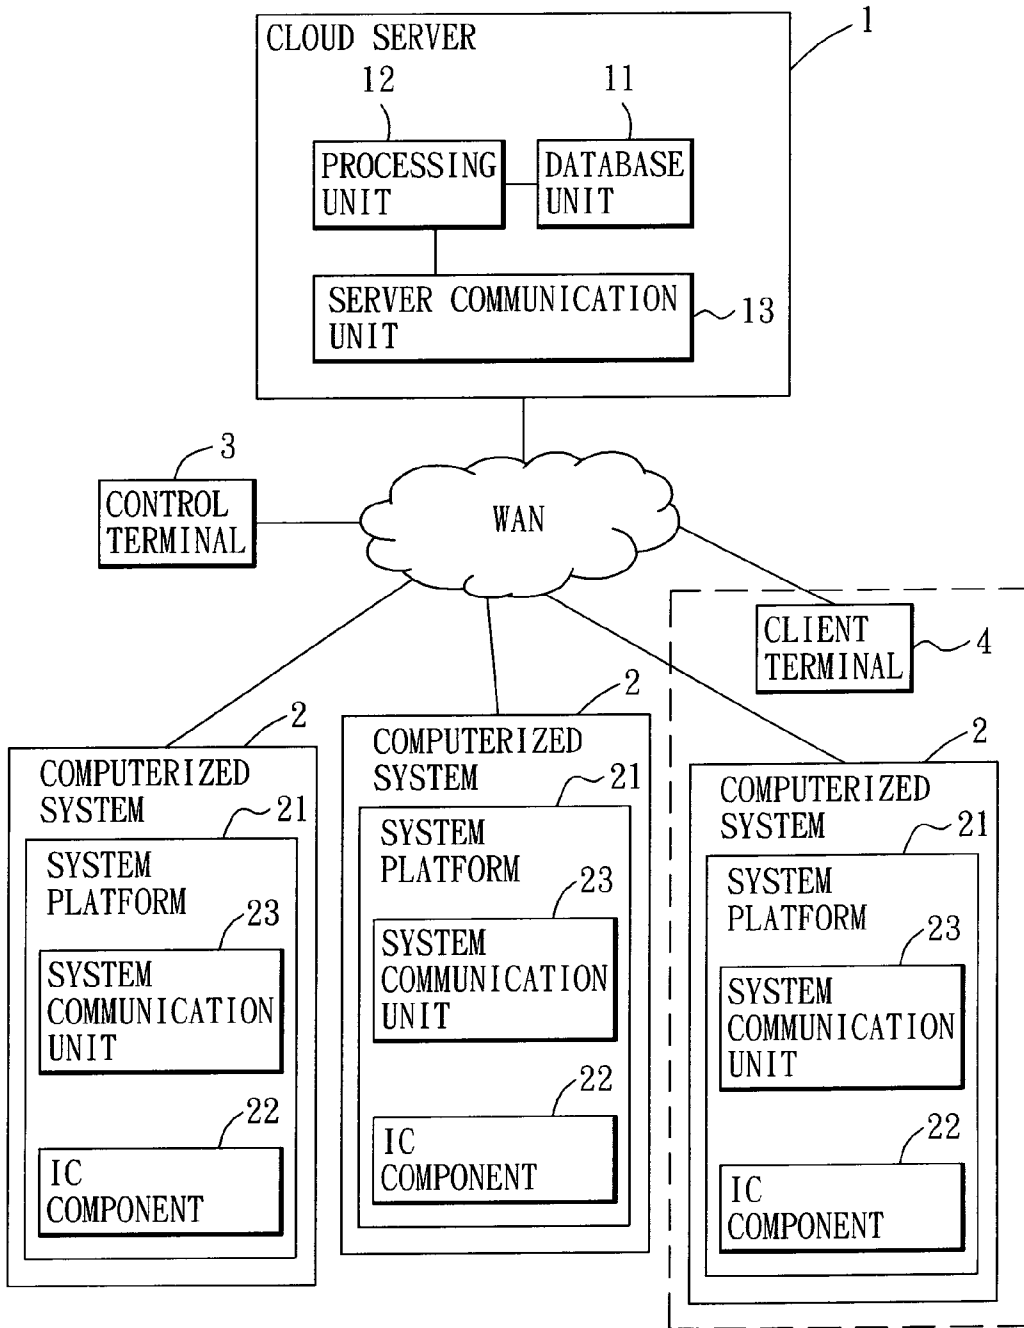 CLOUD SERVER
1
12
11
PROCESSING
UNIT
DATABASE
UNIT
SERVER COMMUNICATION
UNIT
13
3
CONTROL
TERMINAL
WAN
CLIENT
TERMINAL
4
2
COMPUTERIZED
SYSTEM
21
SYSTEM
PLATFORM
23
SYSTEM
COMMUNICATION
UNIT
22
IC
COMPONENT
2
COMPUTERIZED
SYSTEM
21
SYSTEM
PLATFORM
23
SYSTEM
COMMUNICATION
UNIT
22
IC
COMPONENT
2
COMPUTERIZED
SYSTEM
21
SYSTEM
PLATFORM
23
SYSTEM
COMMUNICATION
UNIT
22
IC
COMPONENT